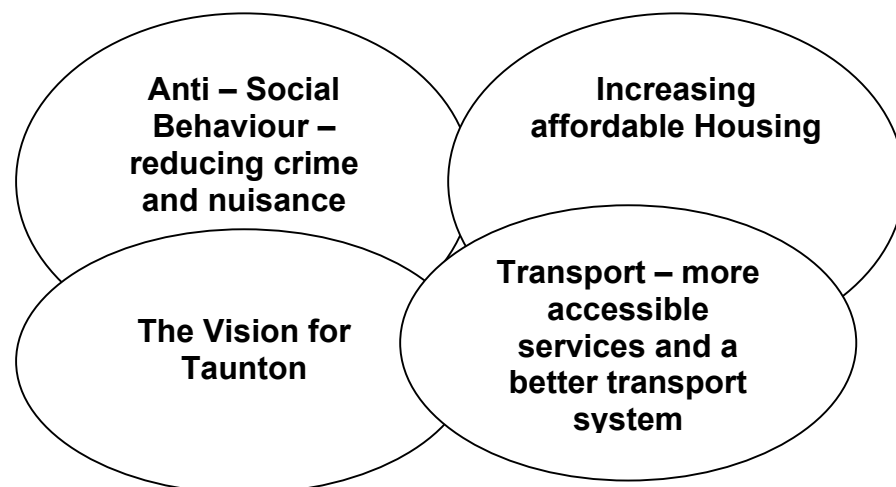 Anti – Social
Behaviour –
reducing crime
and nuisance
Increasing
affordable Housing
The Vision for
Taunton
Transport – more
accessible
services and a
better transport
system